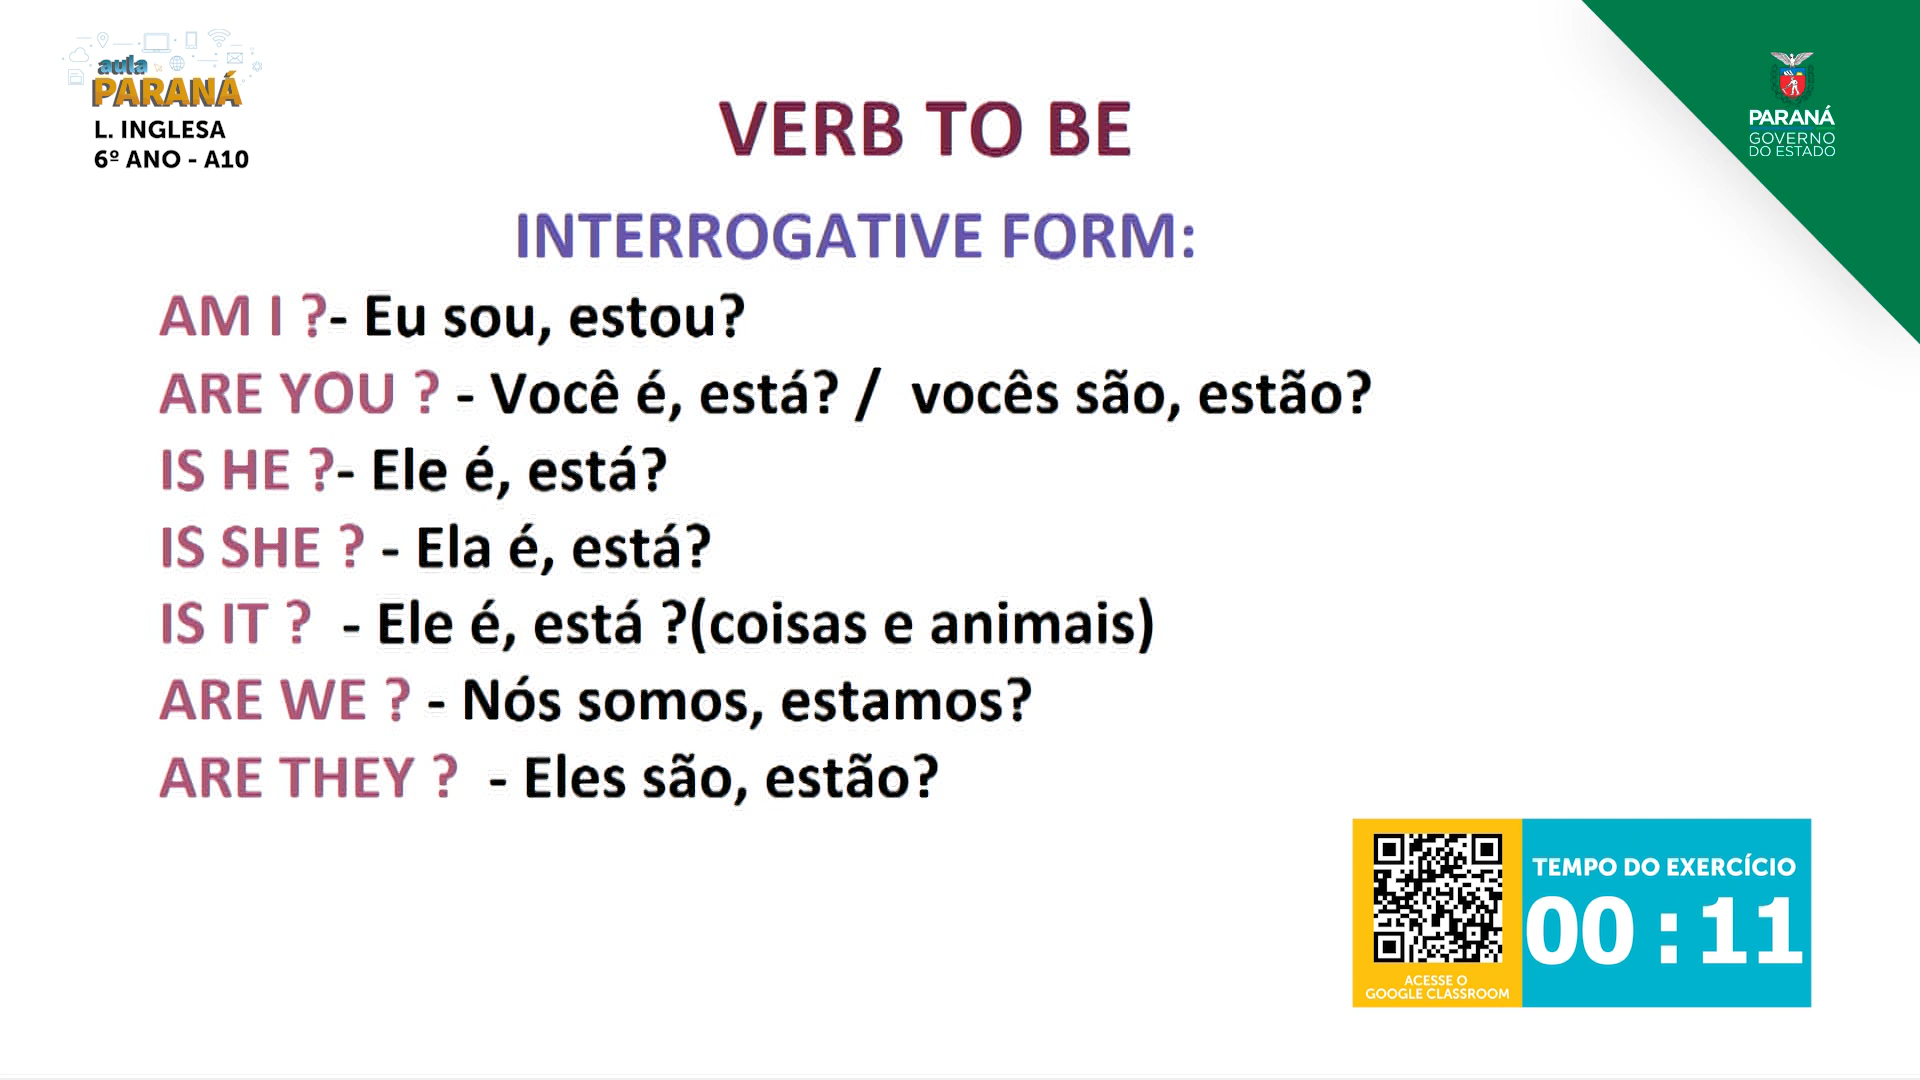 aula
PARANÁ
L. INGLESA
6º ANO - A10
PARANÁ
GOVERNO
DO ESTADO
VERB TO BE
INTERROGATIVE FORM:
AM I ?- Eu sou, estou?
ARE YOU ? - Você é, está? / vocês são, estão?
IS HE ?- Ele é, está?
IS SHE ? - Ela é, está?
IS IT ? - Ele é, está ?(coisas e animais)
ARE WE ? - Nós somos, estamos?
ARE THEY ? - Eles são, estão?
ACESSE O
GOOGLE CLASSROOM
TEMPO DO EXERCÍCIO
00:11